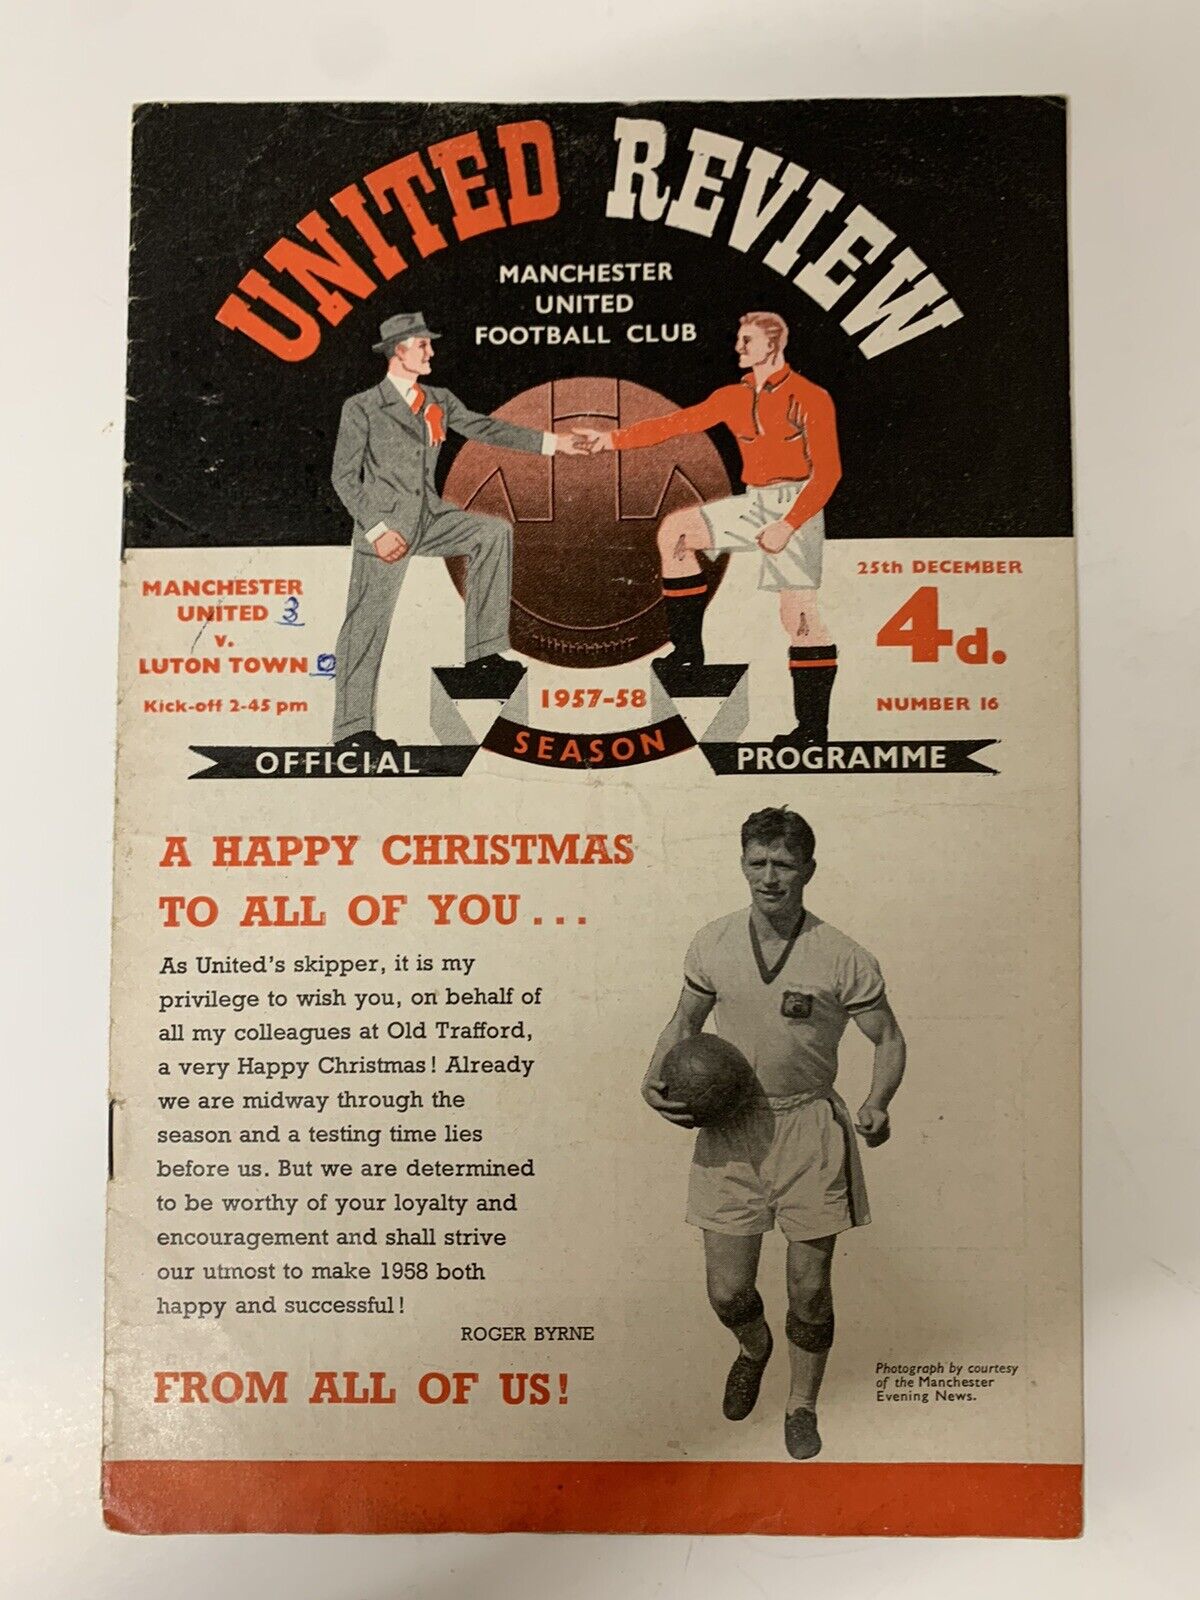 UNITED REVIEW
MANCHESTER
UNITED
FOOTBALL CLUB
MANCHESTER
UNITED 3
v.
LUTON TOWN 0
Kick-off 2-45 pm
25th DECEMBER
4d.
NUMBER 16
1957-58
OFFICIAL SEASON PROGRAMME
A HAPPY CHRISTMAS
TO ALL OF YOU . . .
As United's skipper, it is my
privilege to wish you, on behalf of
all my colleagues at Old Trafford,
a very Happy Christmas! Already
we are midway through the
season and a testing time lies
before us. But we are determined
to be worthy of your loyalty and
encouragement and shall strive
our utmost to make 1958 both
happy and successful!
ROGER BYRNE
FROM ALL OF US!
Photograph by courtesy
of the Manchester
Evening News.